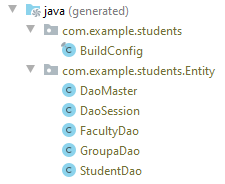 java (generated)
com.example.students
BuildConfig
com.example.students.Entity
DaoMaster
DaoSession
FacultyDao
GroupaDao
StudentDao